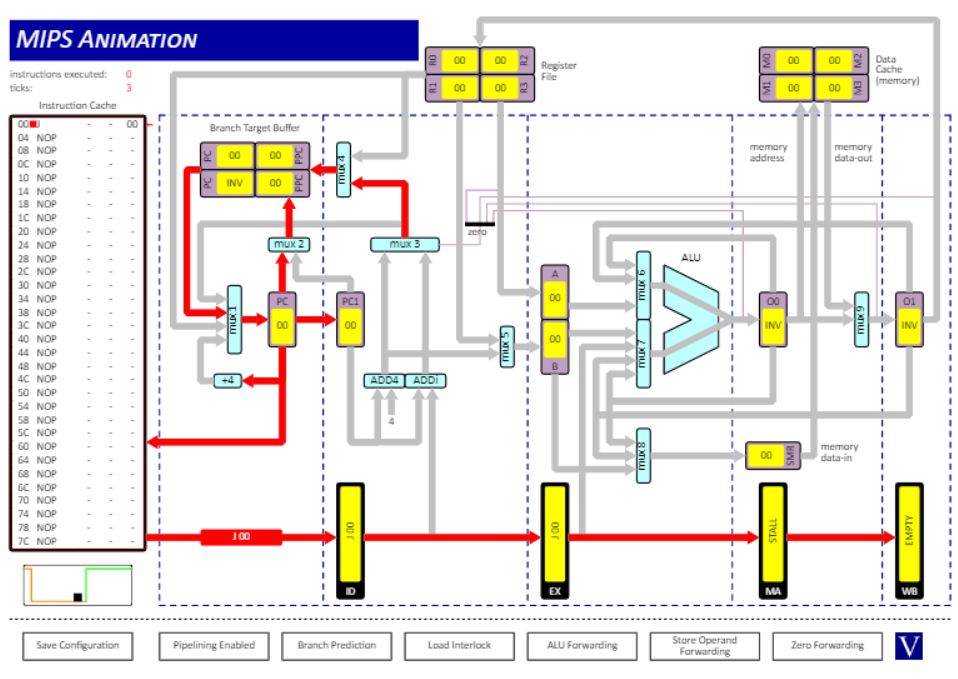 MIPS ANIMATION
instructions executed: 0
ticks: 3
Instruction Cache
00 J - - 00
04 NOP - - -
08 NOP - - -
0C NOP - - -
10 NOP - - -
14 NOP - - -
18 NOP - - -
1C NOP - - -
20 NOP - - -
24 NOP - - -
28 NOP - - -
2C NOP - - -
30 NOP - - -
34 NOP - - -
38 NOP - - -
3C NOP - - -
40 NOP - - -
44 NOP - - -
48 NOP - - -
4C NOP - - -
50 NOP - - -
54 NOP - - -
58 NOP - - -
5C NOP - - -
60 NOP - - -
64 NOP - - -
68 NOP - - -
6C NOP - - -
70 NOP - - -
74 NOP - - -
78 NOP - - -
7C NOP - - -
R0 00 00 R2
R1 00 00 R3
Register
File
M0 00 00 M2
M1 00 00 M3
Data
Cache
(memory)
Branch Target Buffer
PC 00 00 PPC
PC INV 00 PPC
mux 4
memory
address
memory
data-out
zero
mux 2
mux 3
mux 1
PC
00
PC1
00
+4
ADD4
ADDi
4
mux 5
A
00
00
B
mux 6
mux 7
ALU
O0
INV
mux 9
O1
INV
mux 8
00 SMR
memory
data-in
J 00
J 00
ID
J 00
EX
STALL
MA
EMPTY
WB
Save Configuration
Pipelining Enabled
Branch Prediction
Load Interlock
ALU Forwarding
Store Operand
Forwarding
Zero Forwarding
V